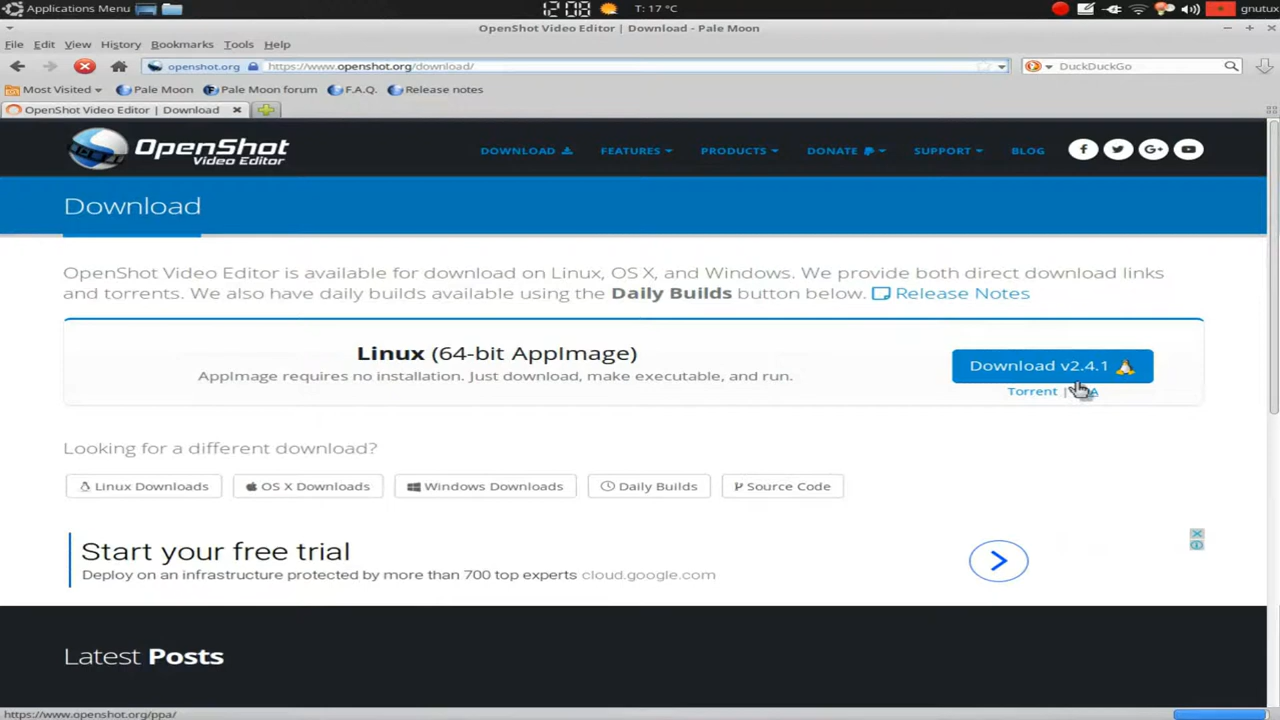 Applications Menu
12 08
T: 17 °C
gnutux
OpenShot Video Editor | Download - Pale Moon
File Edit View History Bookmarks Tools Help
openshot.org https://www.openshot.org/download/ DuckDuckGo
Most Visited Pale Moon Pale Moon forum F.A.Q. Release notes
OpenShot Video Editor | Download
OpenShot
Video Editor
DOWNLOAD FEATURES PRODUCTS DONATE SUPPORT BLOG
Download
OpenShot Video Editor is available for download on Linux, OS X, and Windows. We provide both direct download links
and torrents. We also have daily builds available using the Daily Builds button below. Release Notes
Linux (64-bit AppImage)
AppImage requires no installation. Just download, make executable, and run.
Download v2.4.1
Torrent |
Looking for a different download?
Linux Downloads OS X Downloads Windows Downloads Daily Builds Source Code
Start your free trial
Deploy on an infrastructure protected by more than 700 top experts cloud.google.com
Latest Posts
https://www.openshot.org/ppa/